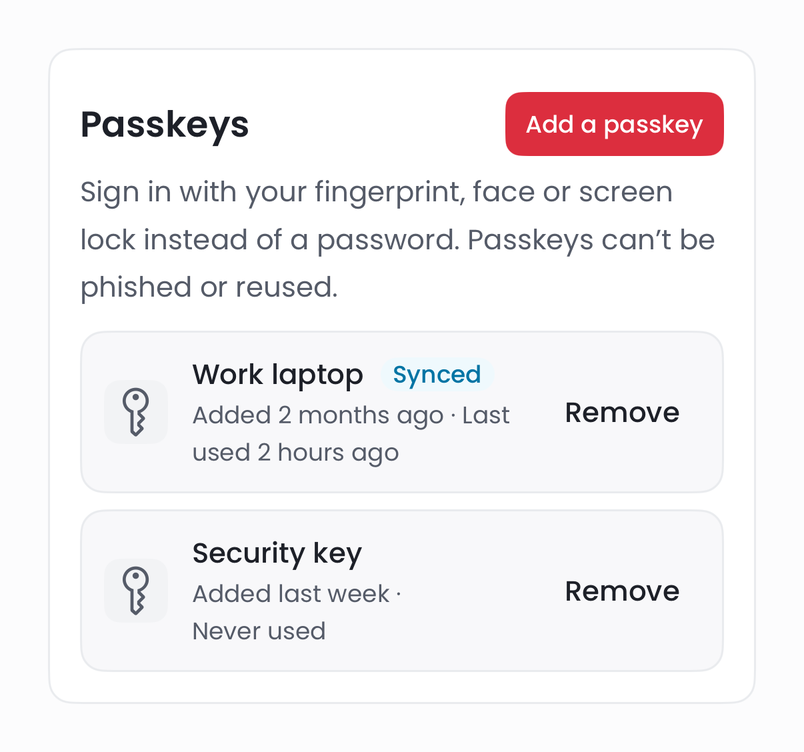 Passkeys
Add a passkey
Sign in with your fingerprint, face or screen
lock instead of a password. Passkeys can’t be
phished or reused.
Work laptop
Synced
Added 2 months ago · Last
used 2 hours ago
Remove
Security key
Added last week ·
Never used
Remove